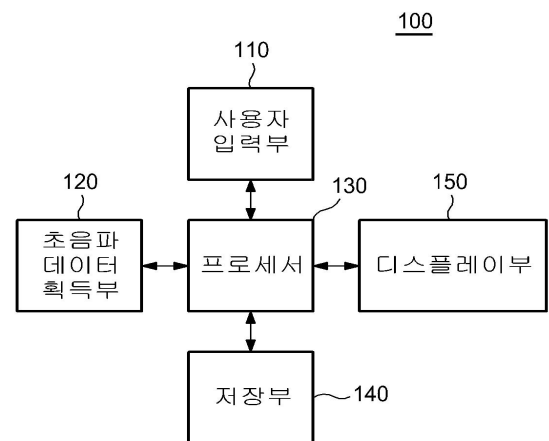 100
110
사용자
입력부
120
초음파
데이터
획득부
130
프로세서
150
디스플레이부
저장부
140